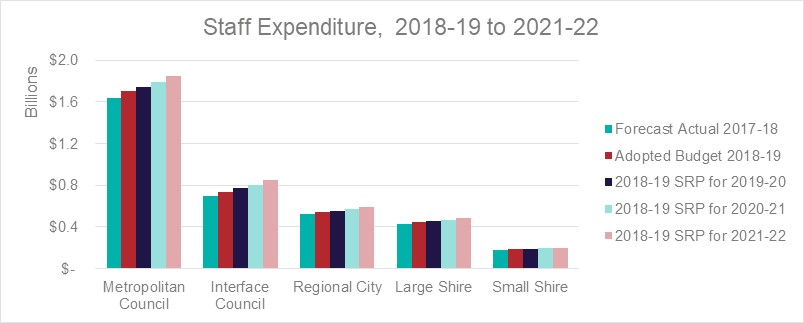 Staff Expenditure,  2018-19 to 2021-22
Billions
$2.0
$1.6
$1.2
$0.8
$0.4
$-
Metropolitan
Council
Interface
Council
Regional City
Large Shire
Small Shire
Forecast Actual 2017-18
Adopted Budget 2018-19
2018-19 SRP for 2019-20
2018-19 SRP for 2020-21
2018-19 SRP for 2021-22